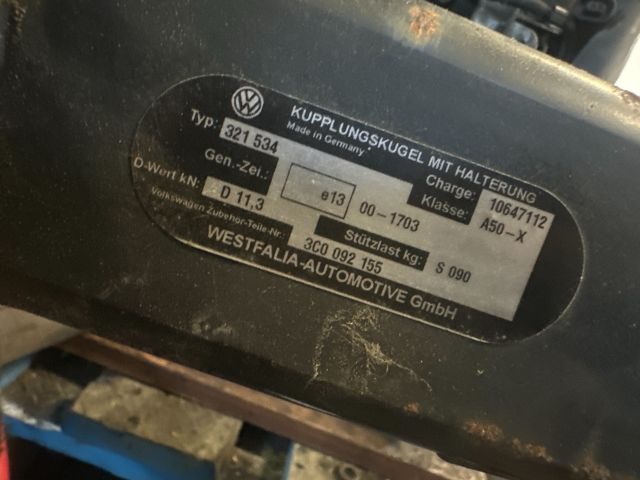 KUPPLUNGSKUGEL MIT HALTERUNG
Made in Germany
Typ: 321 534 Charge: 10647112
Gen.-Zei.: e13 00-1703 Klasse: A50-X
D-Wert kN: D 11,3 Stützlast kg: S 090
Volkswagen Zubehör-Teile-Nr.: 3C0 092 155
WESTFALIA-AUTOMOTIVE GmbH